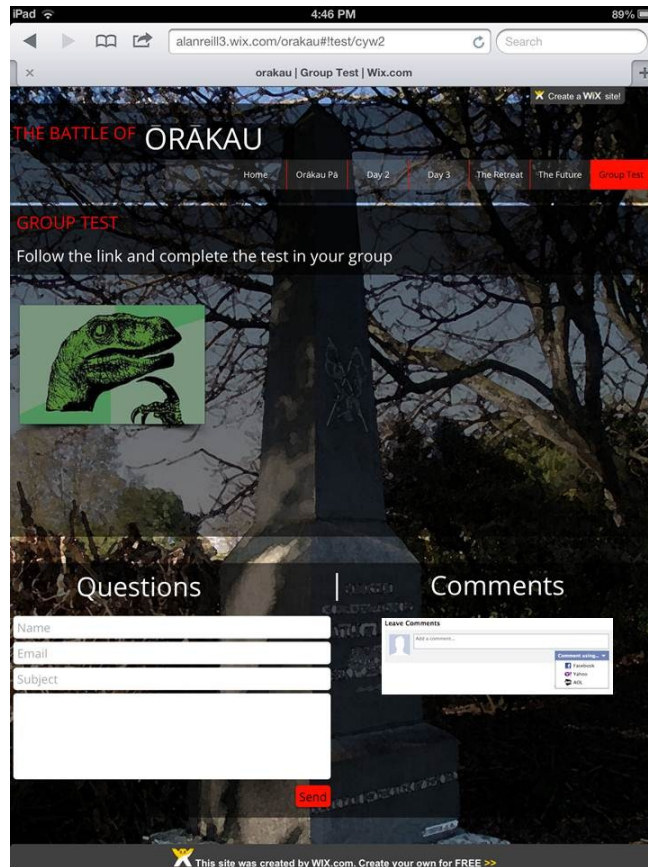 iPad 4:46 PM 89%
alanreill3.wix.com/orakau#!test/cyw2 Search
orakau | Group Test | Wix.com
Create a WiX site!
THE BATTLE OF ŌRĀKAU
Home Orākau Pā Day 2 Day 3 The Retreat The Future Group Test
GROUP TEST
Follow the link and complete the test in your group
Questions | Comments
Name
Email
Subject
Send
Leave Comments
Add a comment...
Comment using...
Facebook
Yahoo
AOL
This site was created by WIX.com. Create your own for FREE >>